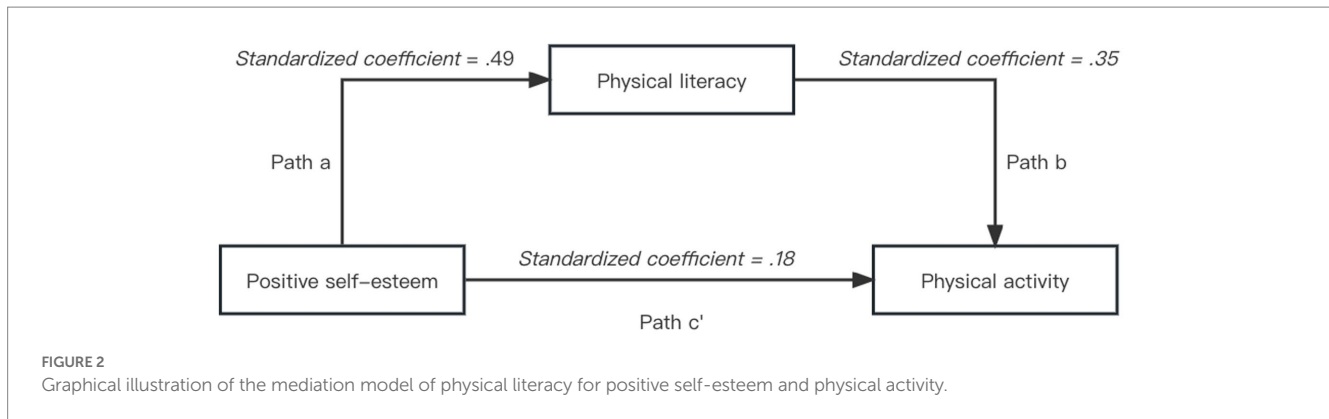 Standardized coefficient = .49
Standardized coefficient = .35
Physical literacy
Path a
Path b
Standardized coefficient = .18
Positive self-esteem
Physical activity
Path c'
FIGURE 2
Graphical illustration of the mediation model of physical literacy for positive self-esteem and physical activity.